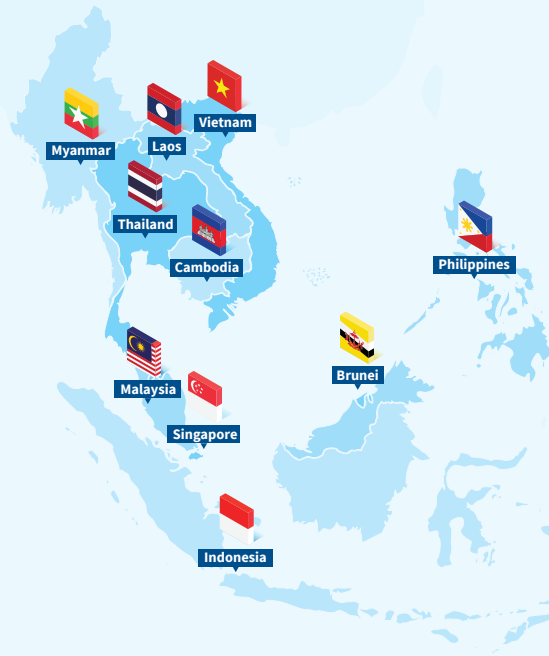 Vietnam
Myanmar
Laos
Thailand
Cambodia
Philippines
Brunei
Malaysia
Singapore
Indonesia